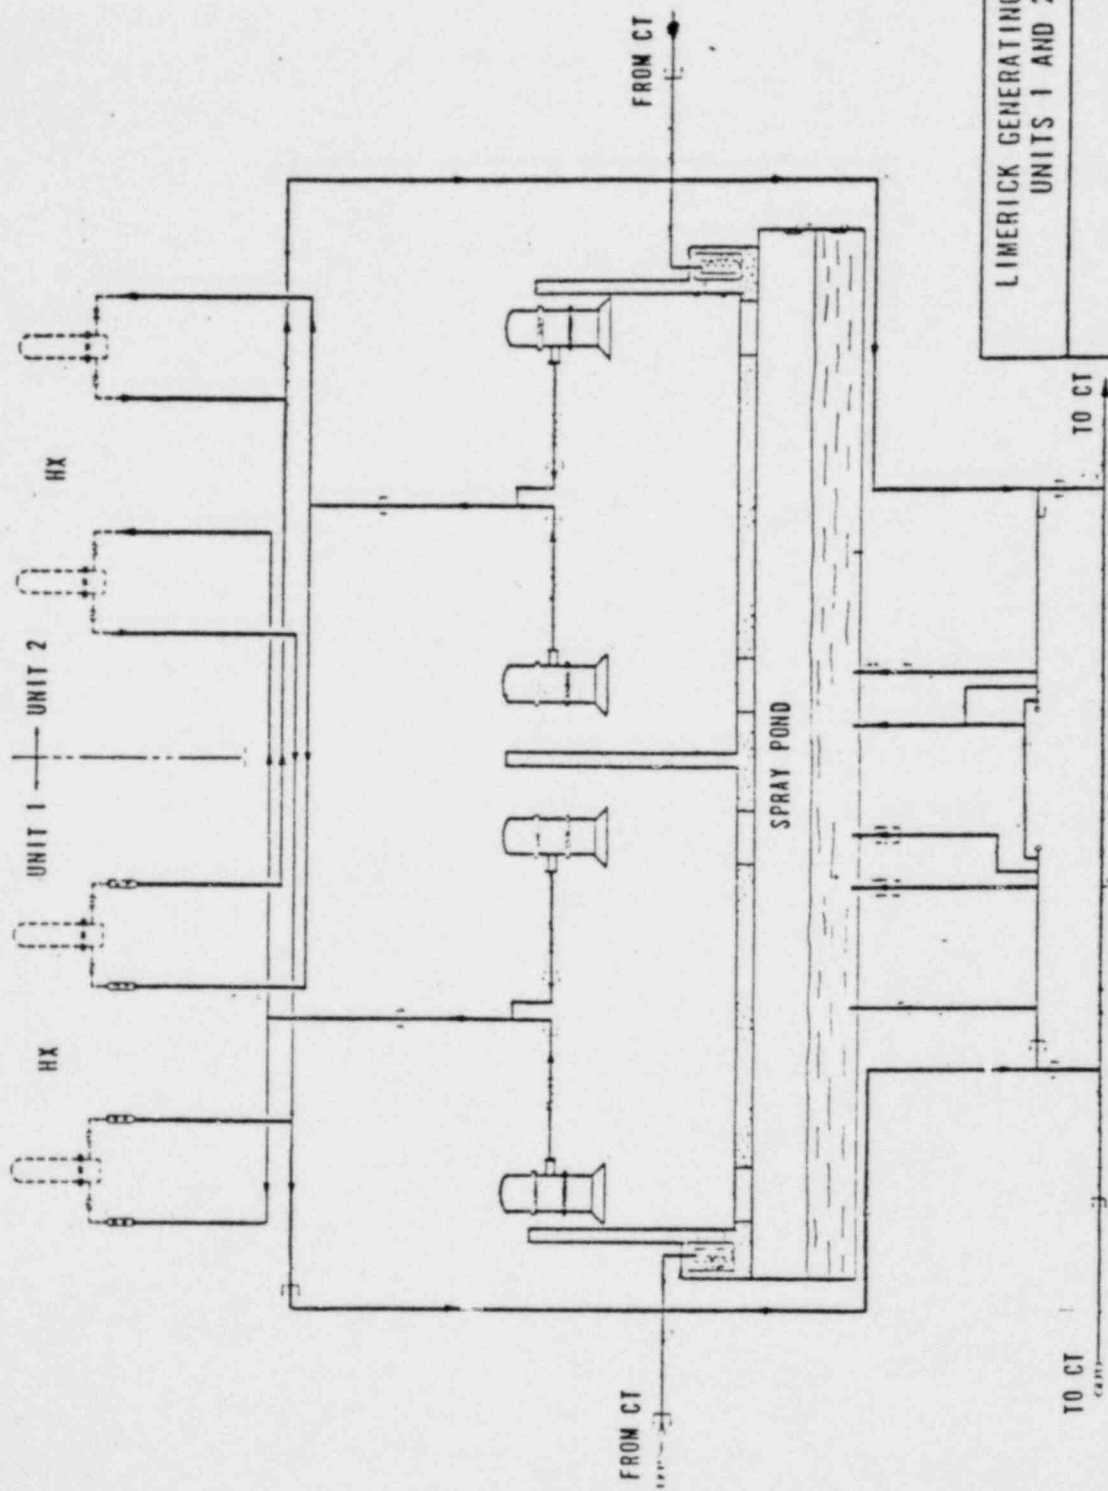 UNIT 1
UNIT 2
HX
HX
FROM CT
FROM CT
SPRAY POND
TO CT
TO CT
LIMERICK GENERATING
UNITS 1 AND 2